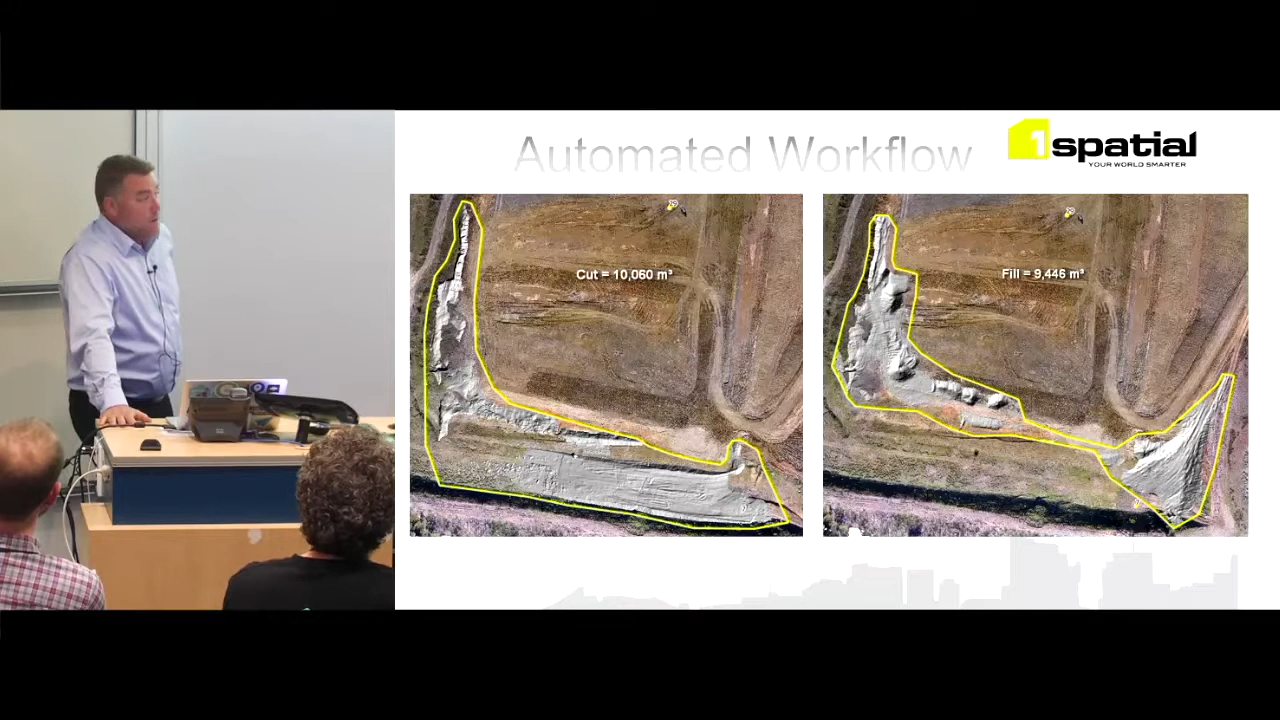 Automated Workflow
1spatial
YOUR WORLD SMARTER
Cut = 10,060 m³
Fill = 9,446 m³